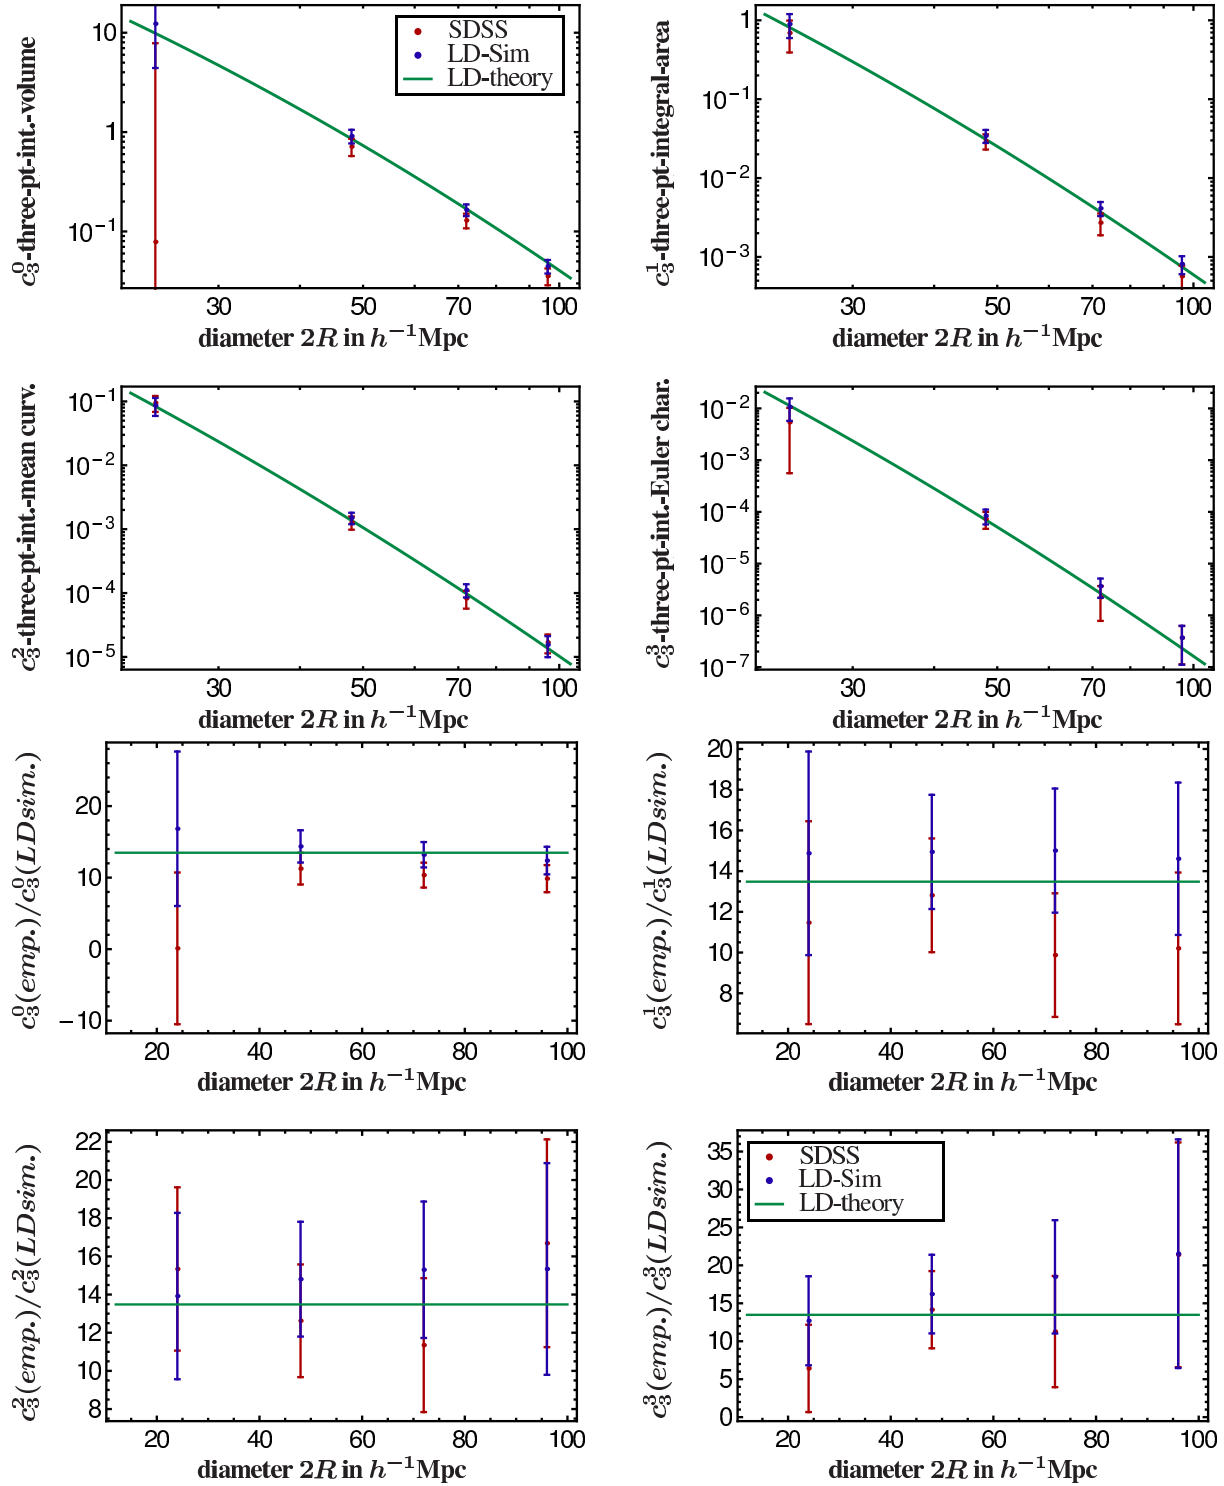 10
1
10⁻¹
c₃⁰-three-pt-int.-volume
SDSS
LD-Sim
LD-theory
30 50 70 100
diameter 2R in h⁻¹Mpc
1
10⁻¹
10⁻²
10⁻³
c₃¹-three-pt-integral-area
30 50 70 100
diameter 2R in h⁻¹Mpc
10⁻¹
10⁻²
10⁻³
10⁻⁴
10⁻⁵
c₃²-three-pt-int.-mean curv.
30 50 70 100
diameter 2R in h⁻¹Mpc
10⁻²
10⁻³
10⁻⁴
10⁻⁵
10⁻⁶
10⁻⁷
c₃³-three-pt-int.-Euler char.
30 50 70 100
diameter 2R in h⁻¹Mpc
20
10
0
−10
c₃⁰(emp.)/c₃⁰(LDsim.)
20 40 60 80 100
diameter 2R in h⁻¹Mpc
20
18
16
14
12
10
8
c₃¹(emp.)/c₃¹(LDsim.)
20 40 60 80 100
diameter 2R in h⁻¹Mpc
22
20
18
16
14
12
10
8
c₃²(emp.)/c₃²(LDsim.)
20 40 60 80 100
diameter 2R in h⁻¹Mpc
35
30
25
20
15
10
5
0
c₃³(emp.)/c₃³(LDsim.)
SDSS
LD-Sim
LD-theory
20 40 60 80 100
diameter 2R in h⁻¹Mpc